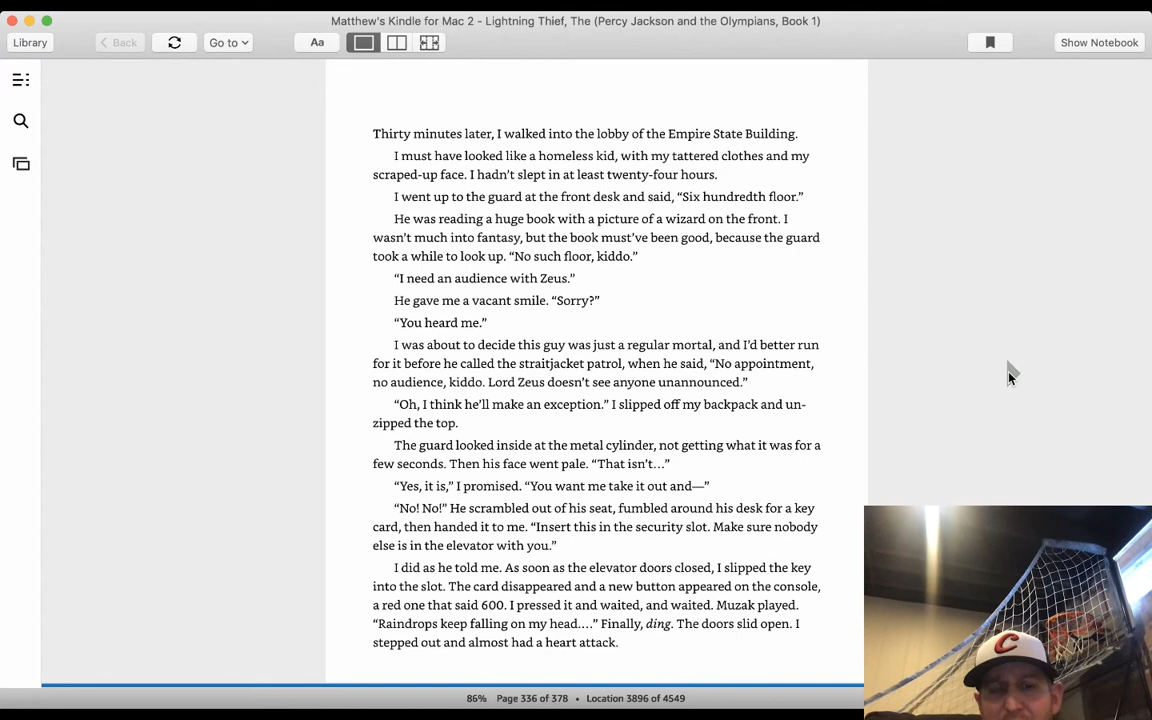 Matthew's Kindle for Mac 2 - Lightning Thief, The (Percy Jackson and the Olympians, Book 1)
Library
Back
Go to
Aa
Show Notebook
Thirty minutes later, I walked into the lobby of the Empire State Building.
I must have looked like a homeless kid, with my tattered clothes and my
scraped-up face. I hadn't slept in at least twenty-four hours.
I went up to the guard at the front desk and said, “Six hundredth floor.”
He was reading a huge book with a picture of a wizard on the front. I
wasn't much into fantasy, but the book must've been good, because the guard
took a while to look up. “No such floor, kiddo.”
“I need an audience with Zeus.”
He gave me a vacant smile. “Sorry?”
“You heard me.”
I was about to decide this guy was just a regular mortal, and I'd better run
for it before he called the straitjacket patrol, when he said, “No appointment,
no audience, kiddo. Lord Zeus doesn't see anyone unannounced.”
“Oh, I think he'll make an exception.” I slipped off my backpack and un-
zipped the top.
The guard looked inside at the metal cylinder, not getting what it was for a
few seconds. Then his face went pale. “That isn't…”
“Yes, it is,” I promised. “You want me take it out and—”
“No! No!” He scrambled out of his seat, fumbled around his desk for a key
card, then handed it to me. “Insert this in the security slot. Make sure nobody
else is in the elevator with you.”
I did as he told me. As soon as the elevator doors closed, I slipped the key
into the slot. The card disappeared and a new button appeared on the console,
a red one that said 600. I pressed it and waited, and waited. Muzak played.
“Raindrops keep falling on my head.…” Finally, ding. The doors slid open. I
stepped out and almost had a heart attack.
C
86% Page 336 of 378 • Location 3896 of 4549